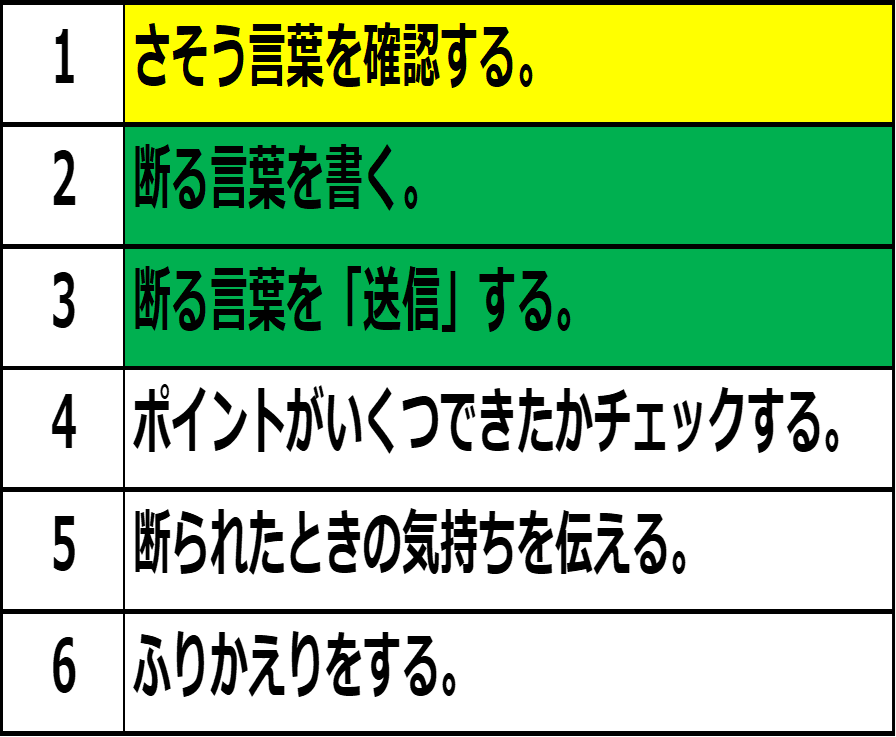 1 さそう言葉を確認する。
2 断る言葉を書く。
3 断る言葉を「送信」する。
4 ポイントがいくつできたかチェックする。
5 断られたときの気持ちを伝える。
6 ふりかえりをする。